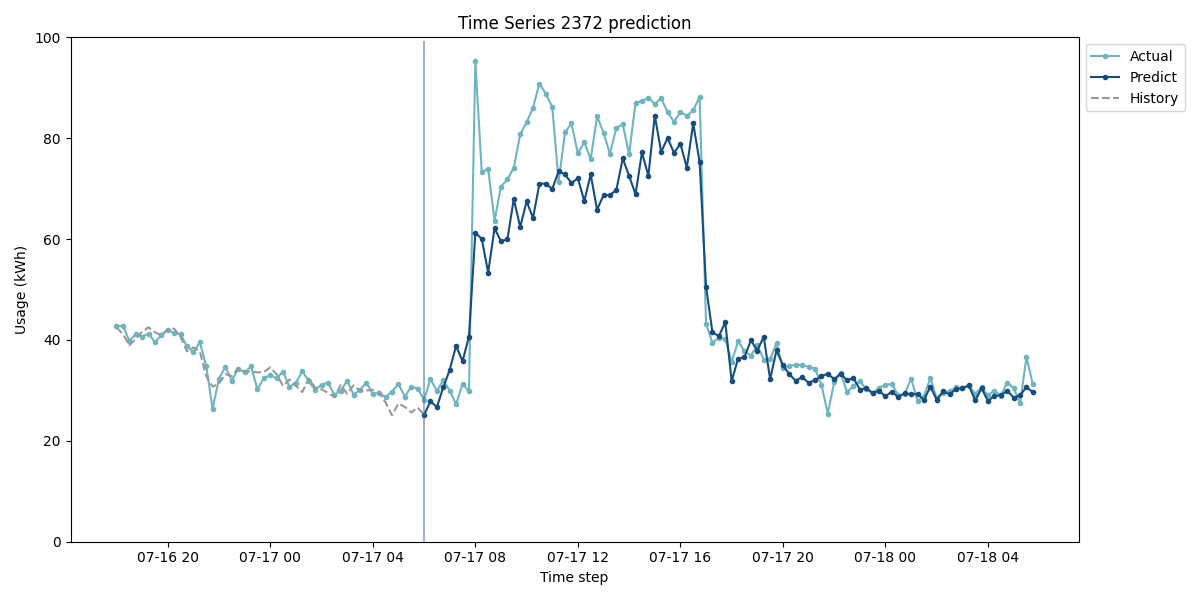 Time Series 2372 prediction
100
80
60
40
20
0
Usage (kWh)
07-16 20
07-17 00
07-17 04
07-17 08
07-17 12
07-17 16
07-17 20
07-18 00
07-18 04
Time step
Actual
Predict
History